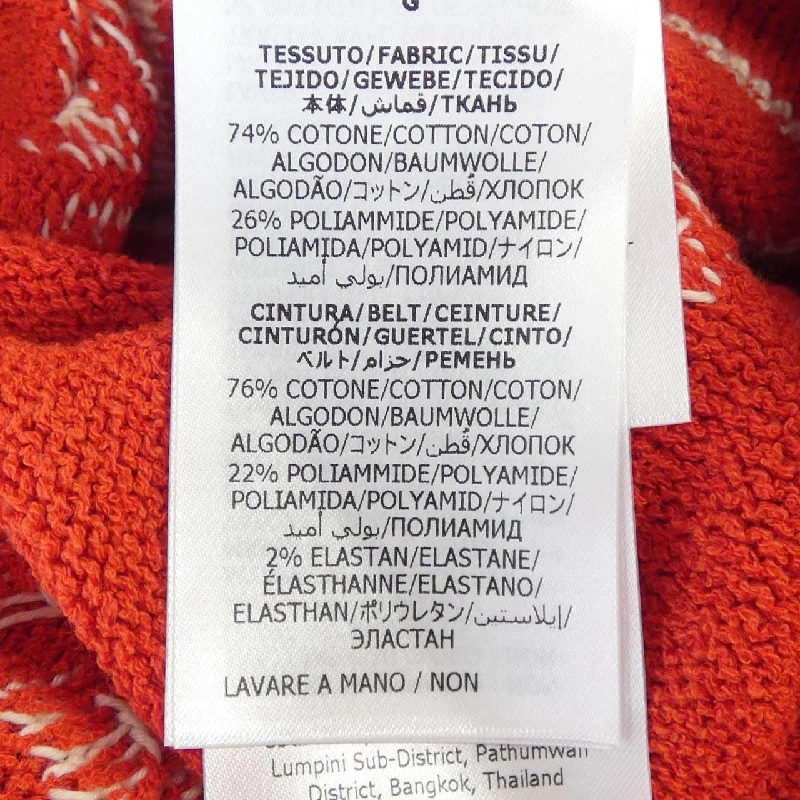 G
TESSUTO/FABRIC/TISSU/
TEJIDO/GEWEBE/TECIDO/
本体/قماش/ТКАНЬ
74% COTONE/COTTON/COTON/
ALGODON/BAUMWOLLE/
ALGODÃO/コットン/قُطن/ХЛОПОК
26% POLIAMMIDE/POLYAMIDE/
POLIAMIDA/POLYAMID/ナイロン/
بولي أميد/ПОЛИАМИД
CINTURA/BELT/CEINTURE/
CINTURÓN/GUERTEL/CINTO/
ベルト/حزام/РЕМЕНЬ
76% COTONE/COTTON/COTON/
ALGODON/BAUMWOLLE/
ALGODÃO/コットン/قُطن/ХЛОПОК
22% POLIAMMIDE/POLYAMIDE/
POLIAMIDA/POLYAMID/ナイロン/
بولي أميد/ПОЛИАМИД
2% ELASTAN/ELASTANE/
ÉLASTHANNE/ELASTANO/
ELASTHAN/ポリウレタン/إيلاستين/
ЭЛАСТАН
LAVARE A MANO / NON
Lumpini Sub-District, Pathumwan
District, Bangkok, Thailand